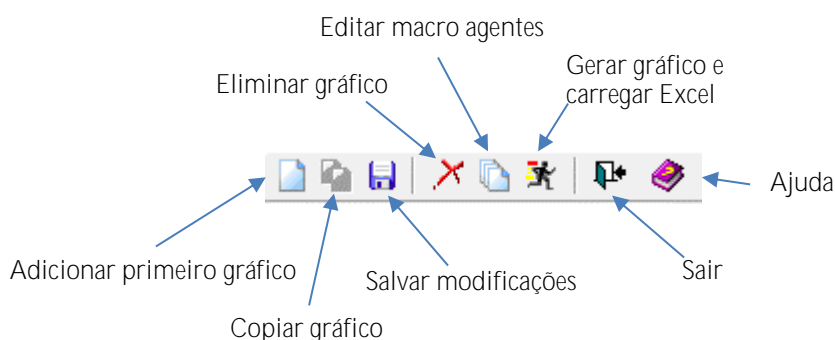 Editar macro agentes
Gerar gráfico e
carregar Excel
Eliminar gráfico
Ajuda
Adicionar primeiro gráfico
Salvar modificações
Sair
Copiar gráfico